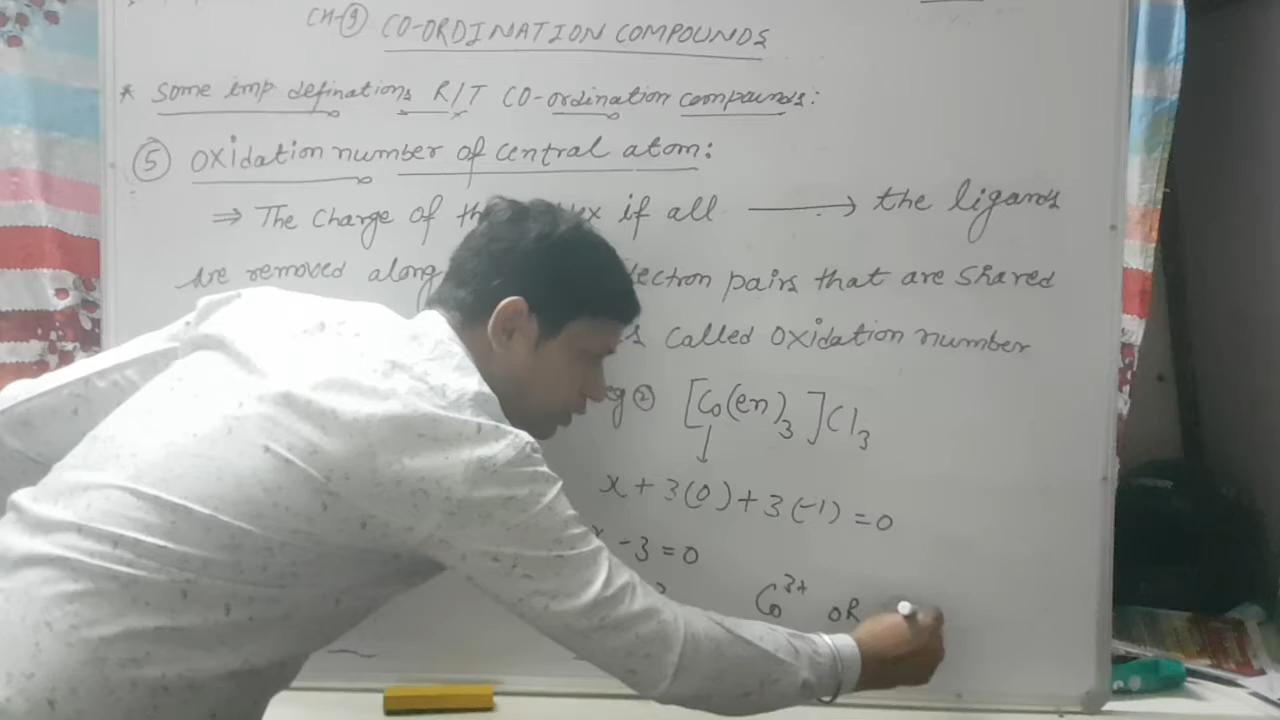 CH-9 CO-ORDINATION COMPOUNDS
* Some imp definations R/T CO-ordination compounds:
5 Oxidation number of central atom:
⇒ The charge of if all → the ligands
are removed along pairs that are shared
called oxidation number
2 [Co(en)3]Cl3
↓
x + 3(0) + 3(-1) = 0
-3 = 0
Co3+ OR